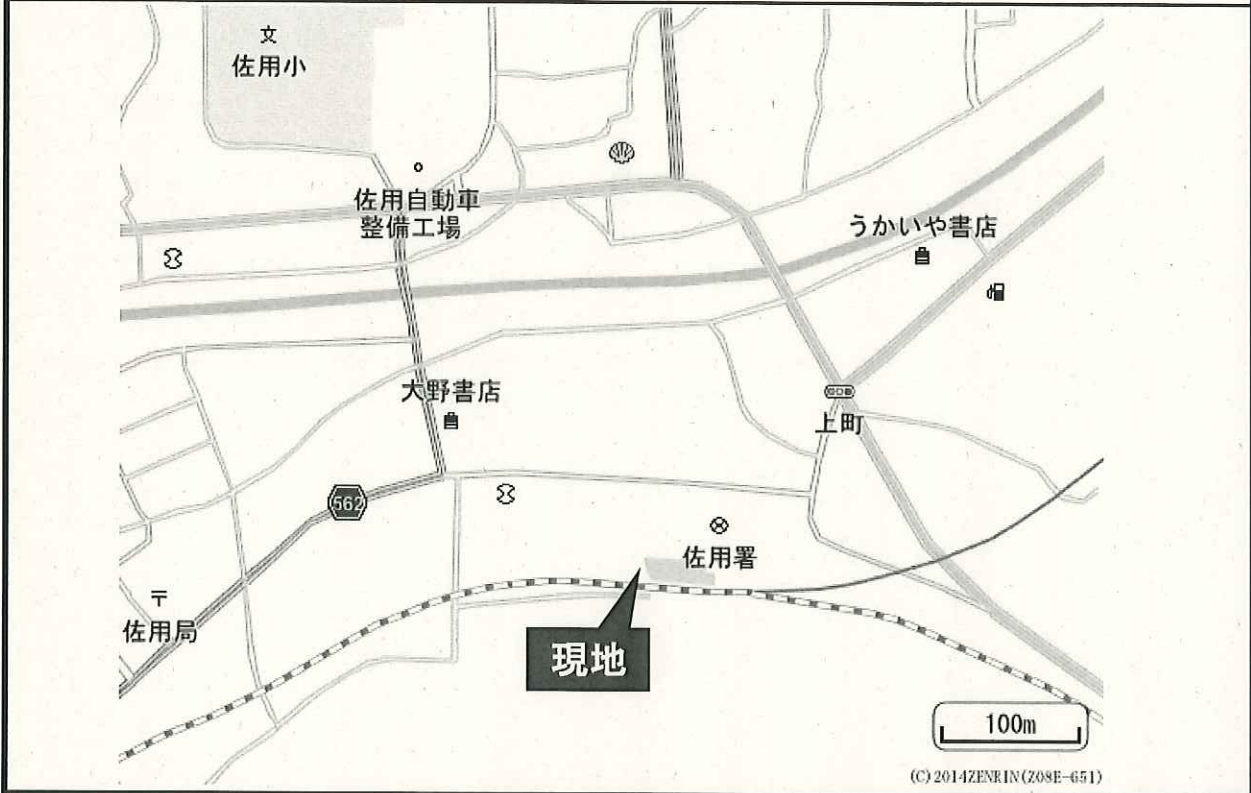 文
佐用小
佐用自動車
整備工場
うかいや書店
大野書店
上町
562
佐用署
〒
佐用局
現地
100m
(C)2014ZENRIN(Z08E-651)